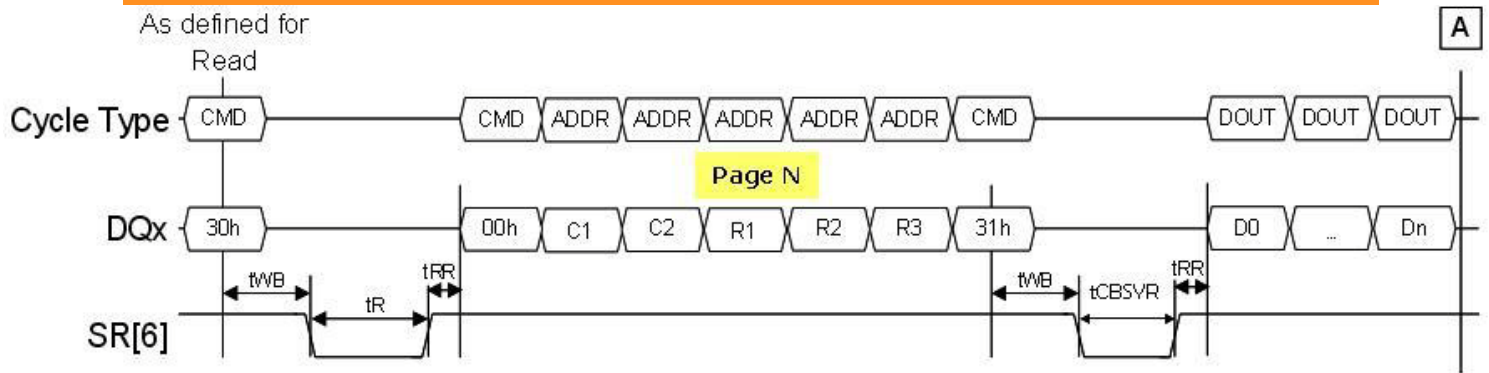 As defined for
Read
A
Cycle Type CMD CMD ADDR ADDR ADDR ADDR ADDR CMD DOUT DOUT DOUT
Page N
DQx 30h 00h C1 C2 R1 R2 R3 31h D0 ... Dn
tWB tR tRR tWB tCBSYR tRR
SR[6]